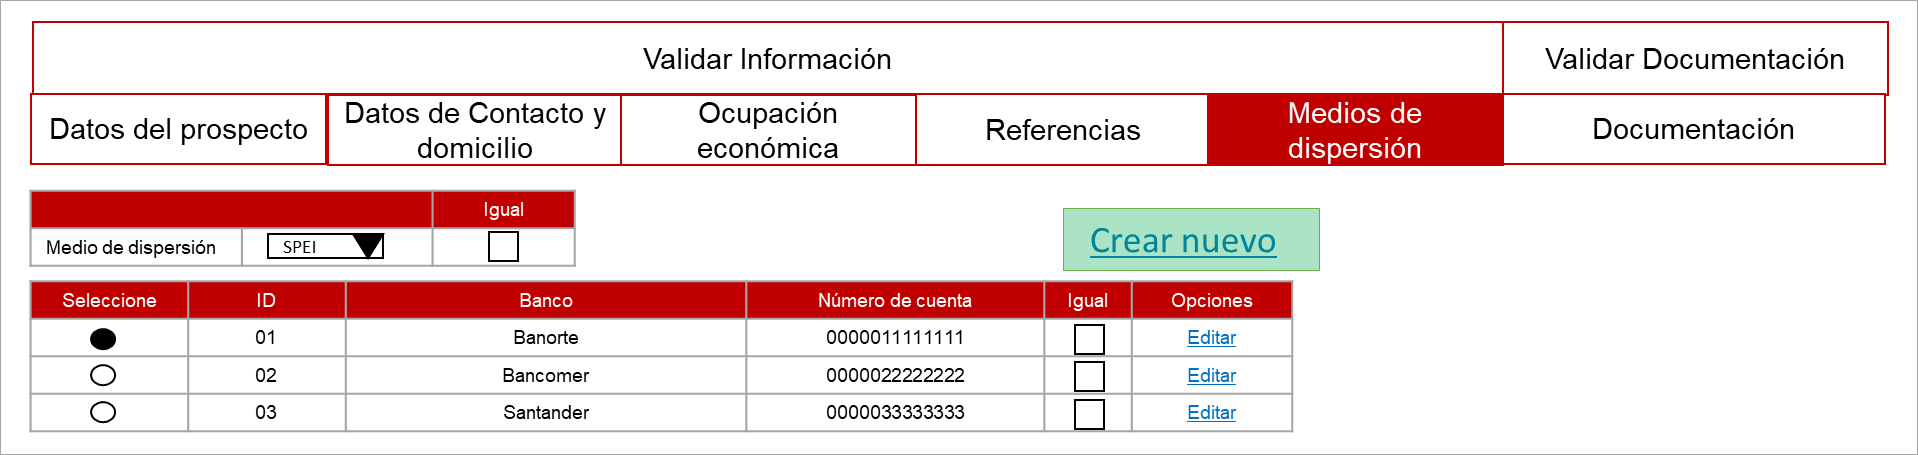 Validar Información
Validar Documentación
Datos del prospecto
Datos de Contacto y
domicilio
Ocupación
económica
Referencias
Medios de
dispersión
Documentación
Igual
Medio de dispersión
SPEI
Crear nuevo
Seleccione ID Banco Número de cuenta Igual Opciones
01 Banorte 0000011111111 Editar
02 Bancomer 0000022222222 Editar
03 Santander 0000033333333 Editar